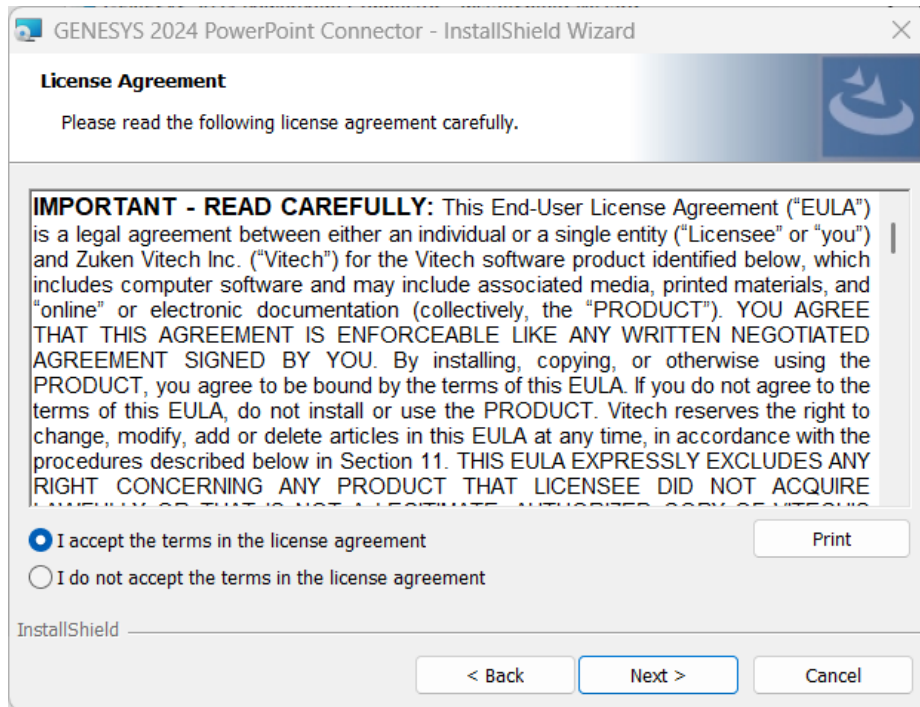 GENESYS 2024 PowerPoint Connector - InstallShield Wizard
License Agreement
Please read the following license agreement carefully.
IMPORTANT - READ CAREFULLY: This End-User License Agreement (“EULA”)
is a legal agreement between either an individual or a single entity (“Licensee” or “you”)
and Zuken Vitech Inc. (“Vitech”) for the Vitech software product identified below, which
includes computer software and may include associated media, printed materials, and
“online” or electronic documentation (collectively, the “PRODUCT”). YOU AGREE
THAT THIS AGREEMENT IS ENFORCEABLE LIKE ANY WRITTEN NEGOTIATED
AGREEMENT SIGNED BY YOU. By installing, copying, or otherwise using the
PRODUCT, you agree to be bound by the terms of this EULA. If you do not agree to the
terms of this EULA, do not install or use the PRODUCT. Vitech reserves the right to
change, modify, add or delete articles in this EULA at any time, in accordance with the
procedures described below in Section 11. THIS EULA EXPRESSLY EXCLUDES ANY
RIGHT CONCERNING ANY PRODUCT THAT LICENSEE DID NOT ACQUIRE
I accept the terms in the license agreement
Print
I do not accept the terms in the license agreement
InstallShield
< Back
Next >
Cancel